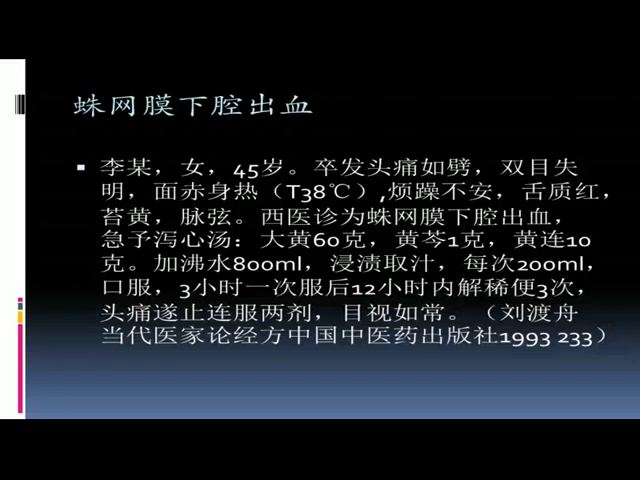 蛛网膜下腔出血
李某，女，45岁。卒发头痛如劈，双目失
明，面赤身热（T38℃）,烦躁不安，舌质红，
苔黄，脉弦。西医诊为蛛网膜下腔出血，
急予泻心汤：大黄60克，黄芩1克，黄连10
克。加沸水800ml，浸渍取汁，每次200ml，
口服，3小时一次服后12小时内解稀便3次，
头痛遂止连服两剂，目视如常。（刘渡舟
当代医家论经方中国中医药出版社1993 233）